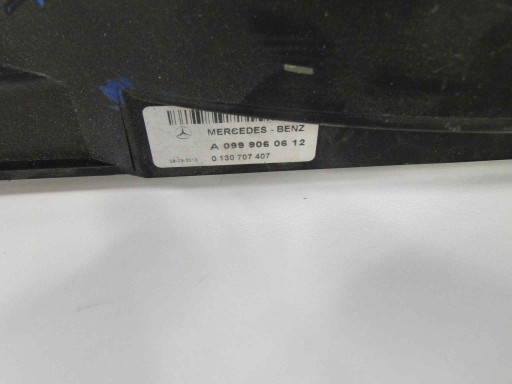 MERCEDES - BENZ
A 099 906 06 12
0 130 707 407